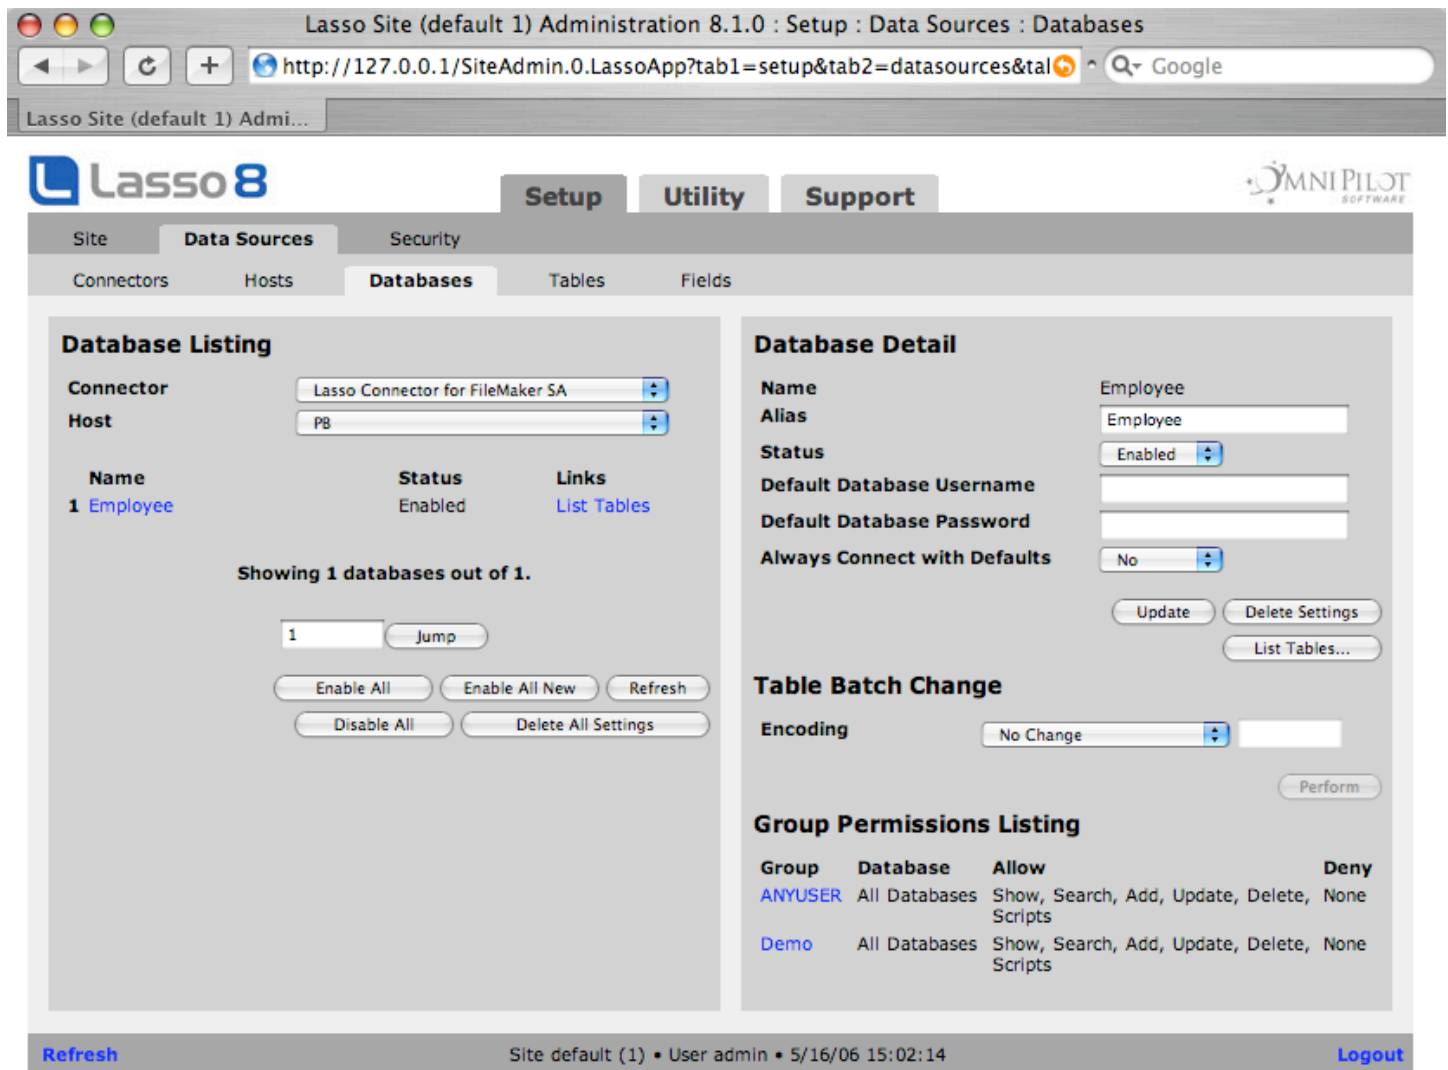 Lasso Site (default 1) Administration 8.1.0 : Setup : Data Sources : Databases
http://127.0.0.1/SiteAdmin.0.LassoApp?tab1=setup&tab2=datasources&tal
Google
Lasso Site (default 1) Admi...
Lasso 8
Setup Utility Support
OMNIPILOT
SOFTWARE
Site Data Sources Security
Connectors Hosts Databases Tables Fields
Database Listing
Connector Lasso Connector for FileMaker SA
Host PB
Name Status Links
1 Employee Enabled List Tables
Showing 1 databases out of 1.
1 Jump
Enable All Enable All New Refresh
Disable All Delete All Settings
Database Detail
Name Employee
Alias Employee
Status Enabled
Default Database Username
Default Database Password
Always Connect with Defaults No
Update Delete Settings
List Tables...
Table Batch Change
Encoding No Change
Perform
Group Permissions Listing
Group Database Allow Deny
ANYUSER All Databases Show, Search, Add, Update, Delete, None
Scripts
Demo All Databases Show, Search, Add, Update, Delete, None
Scripts
Refresh Site default (1) • User admin • 5/16/06 15:02:14 Logout